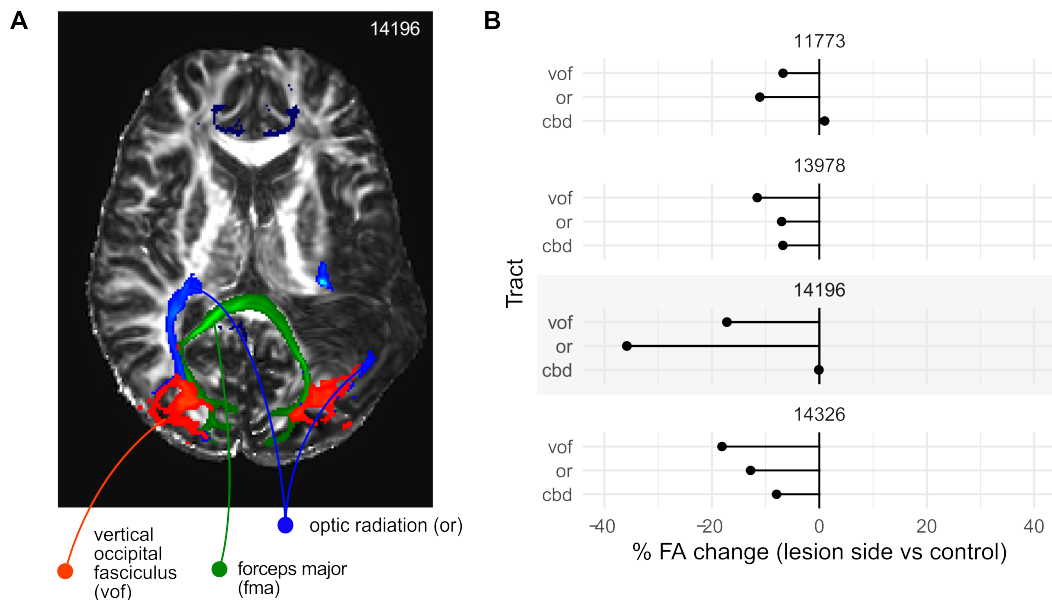 A
14196
vertical
occipital
fasciculus
(vof)
forceps major
(fma)
optic radiation (or)
B
Tract
11773
vof
or
cbd
13978
vof
or
cbd
14196
vof
or
cbd
14326
vof
or
cbd
-40 -20 0 20 40
% FA change (lesion side vs control)